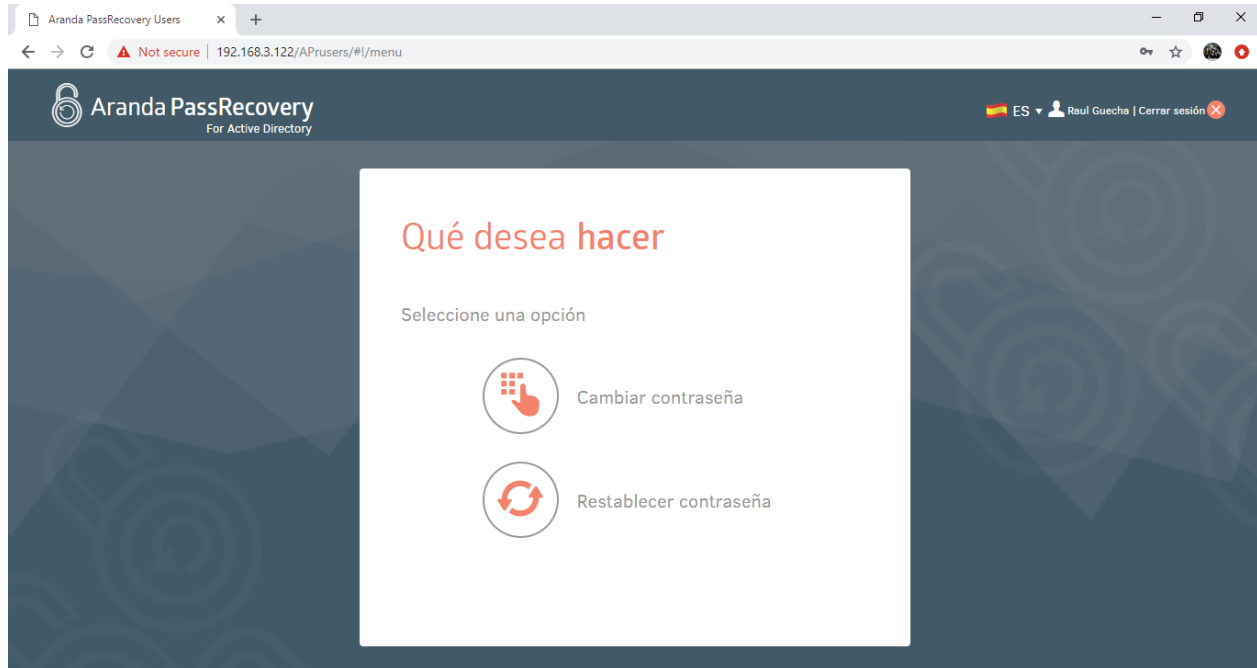 Aranda PassRecovery Users
Not secure | 192.168.3.122/APrusers/#!/menu
Aranda PassRecovery
For Active Directory
ES Raul Guecha | Cerrar sesión
Qué desea hacer
Seleccione una opción
Cambiar contraseña
Restablecer contraseña